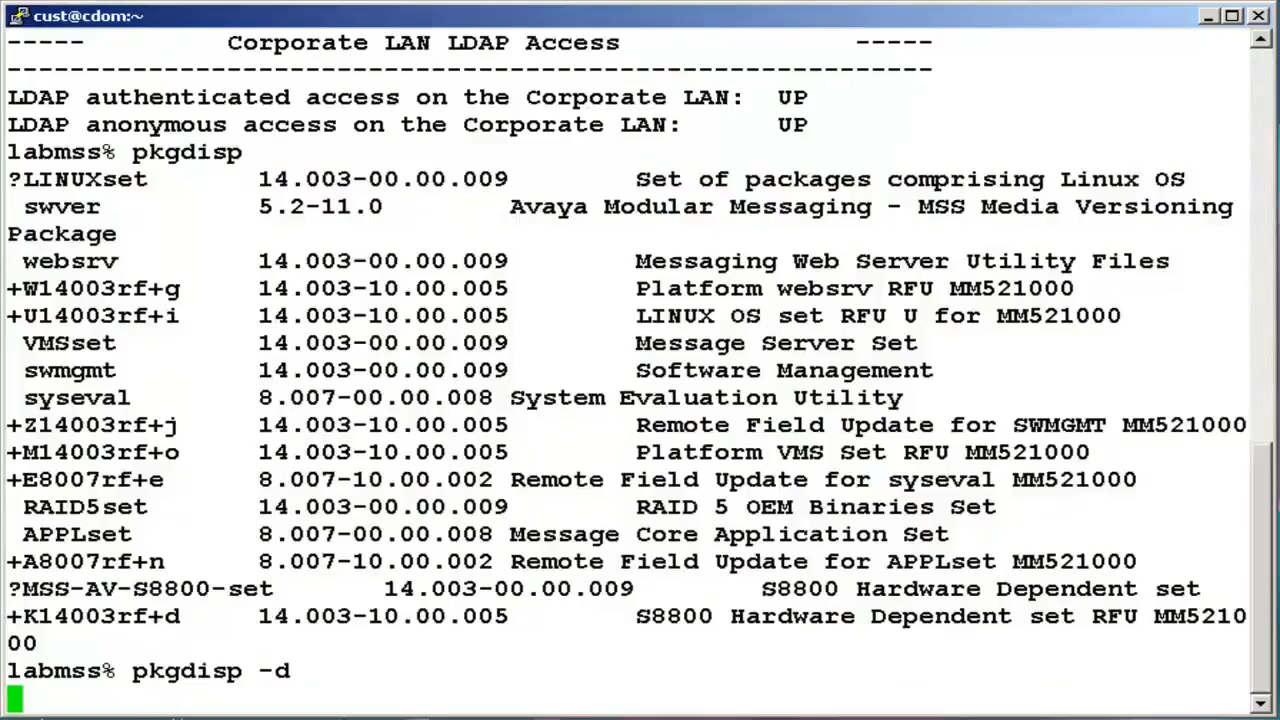 cust@cdom:~
-----         Corporate LAN LDAP Access               -----
-----------------------------------------------------------
LDAP authenticated access on the Corporate LAN:  UP
LDAP anonymous access on the Corporate LAN:      UP
labmss% pkgdisp
?LINUXset       14.003-00.00.009        Set of packages comprising Linux OS
 swver          5.2-11.0        Avaya Modular Messaging - MSS Media Versioning
Package
 websrv         14.003-00.00.009        Messaging Web Server Utility Files
+W14003rf+g     14.003-10.00.005        Platform websrv RFU MM521000
+U14003rf+i     14.003-10.00.005        LINUX OS set RFU U for MM521000
 VMSset         14.003-00.00.009        Message Server Set
 swmgmt         14.003-00.00.009        Software Management
 syseval        8.007-00.00.008 System Evaluation Utility
+Z14003rf+j     14.003-10.00.005        Remote Field Update for SWMGMT MM521000
+M14003rf+o     14.003-10.00.005        Platform VMS Set RFU MM521000
+E8007rf+e      8.007-10.00.002 Remote Field Update for syseval MM521000
 RAID5set       14.003-00.00.009        RAID 5 OEM Binaries Set
 APPLset        8.007-00.00.008 Message Core Application Set
+A8007rf+n      8.007-10.00.002 Remote Field Update for APPLset MM521000
?MSS-AV-S8800-set       14.003-00.00.009        S8800 Hardware Dependent set
+K14003rf+d     14.003-10.00.005        S8800 Hardware Dependent set RFU MM5210
00
labmss% pkgdisp -d